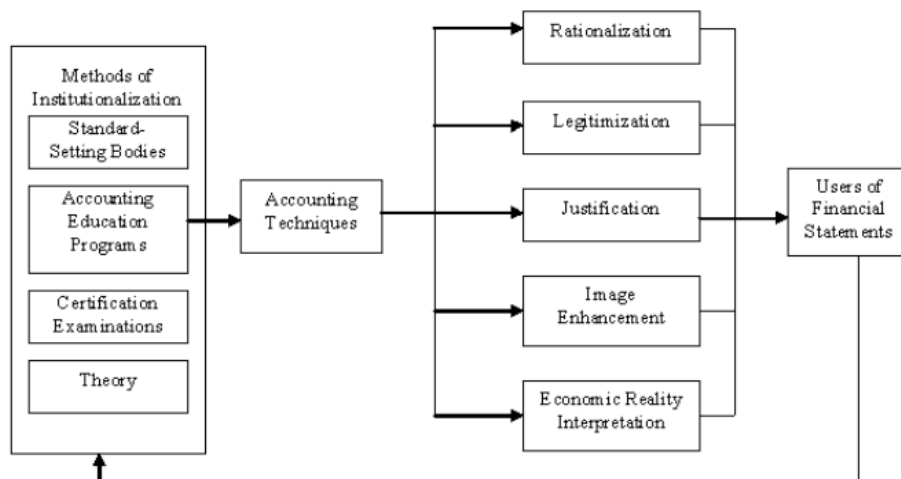 Methods of
Institutionalization
Standard-
Setting Bodies
Accounting
Education
Programs
Certification
Examinations
Theory
Accounting
Techniques
Rationalization
Legitimization
Justification
Image
Enhancement
Economic Reality
Interpretation
Users of
Financial
Statements